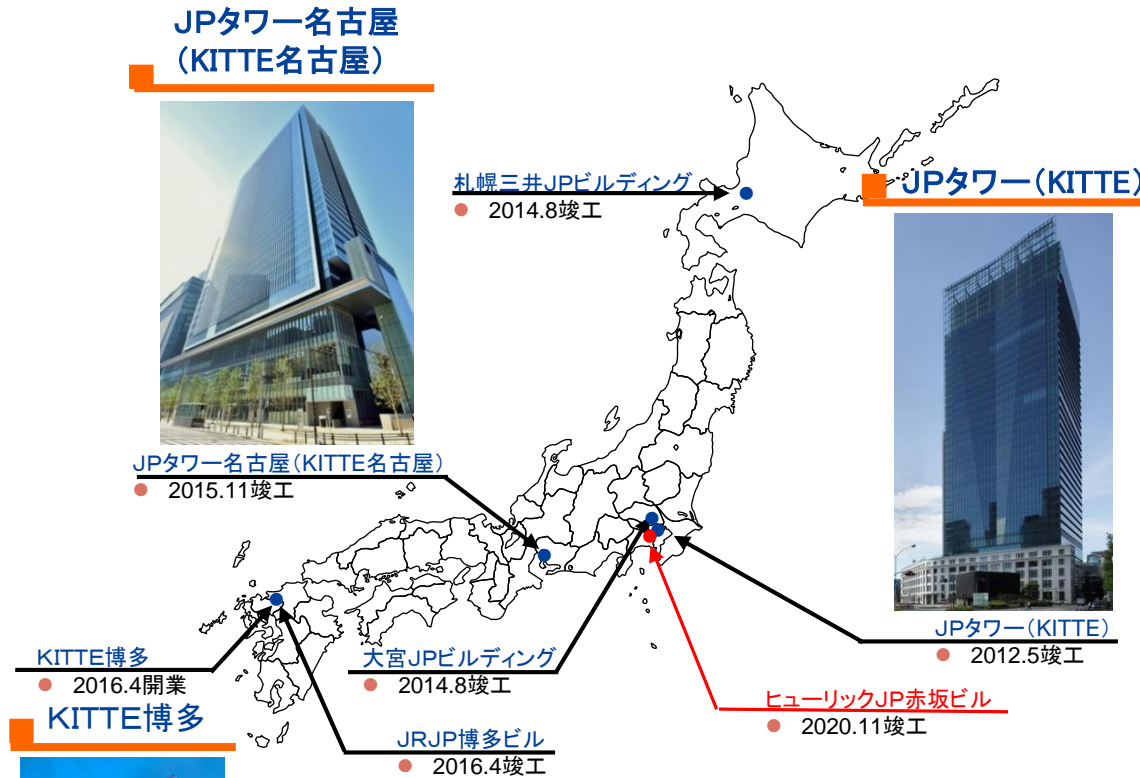 JPタワー名古屋
（KITTE名古屋）
札幌三井JPビルディング
2014.8竣工
JPタワー（KITTE）
JPタワー名古屋（KITTE名古屋）
2015.11竣工
JPタワー（KITTE）
2012.5竣工
KITTE博多
2016.4開業
大宮JPビルディング
2014.8竣工
ヒューリックJP赤坂ビル
2020.11竣工
KITTE博多
JRJP博多ビル
2016.4竣工